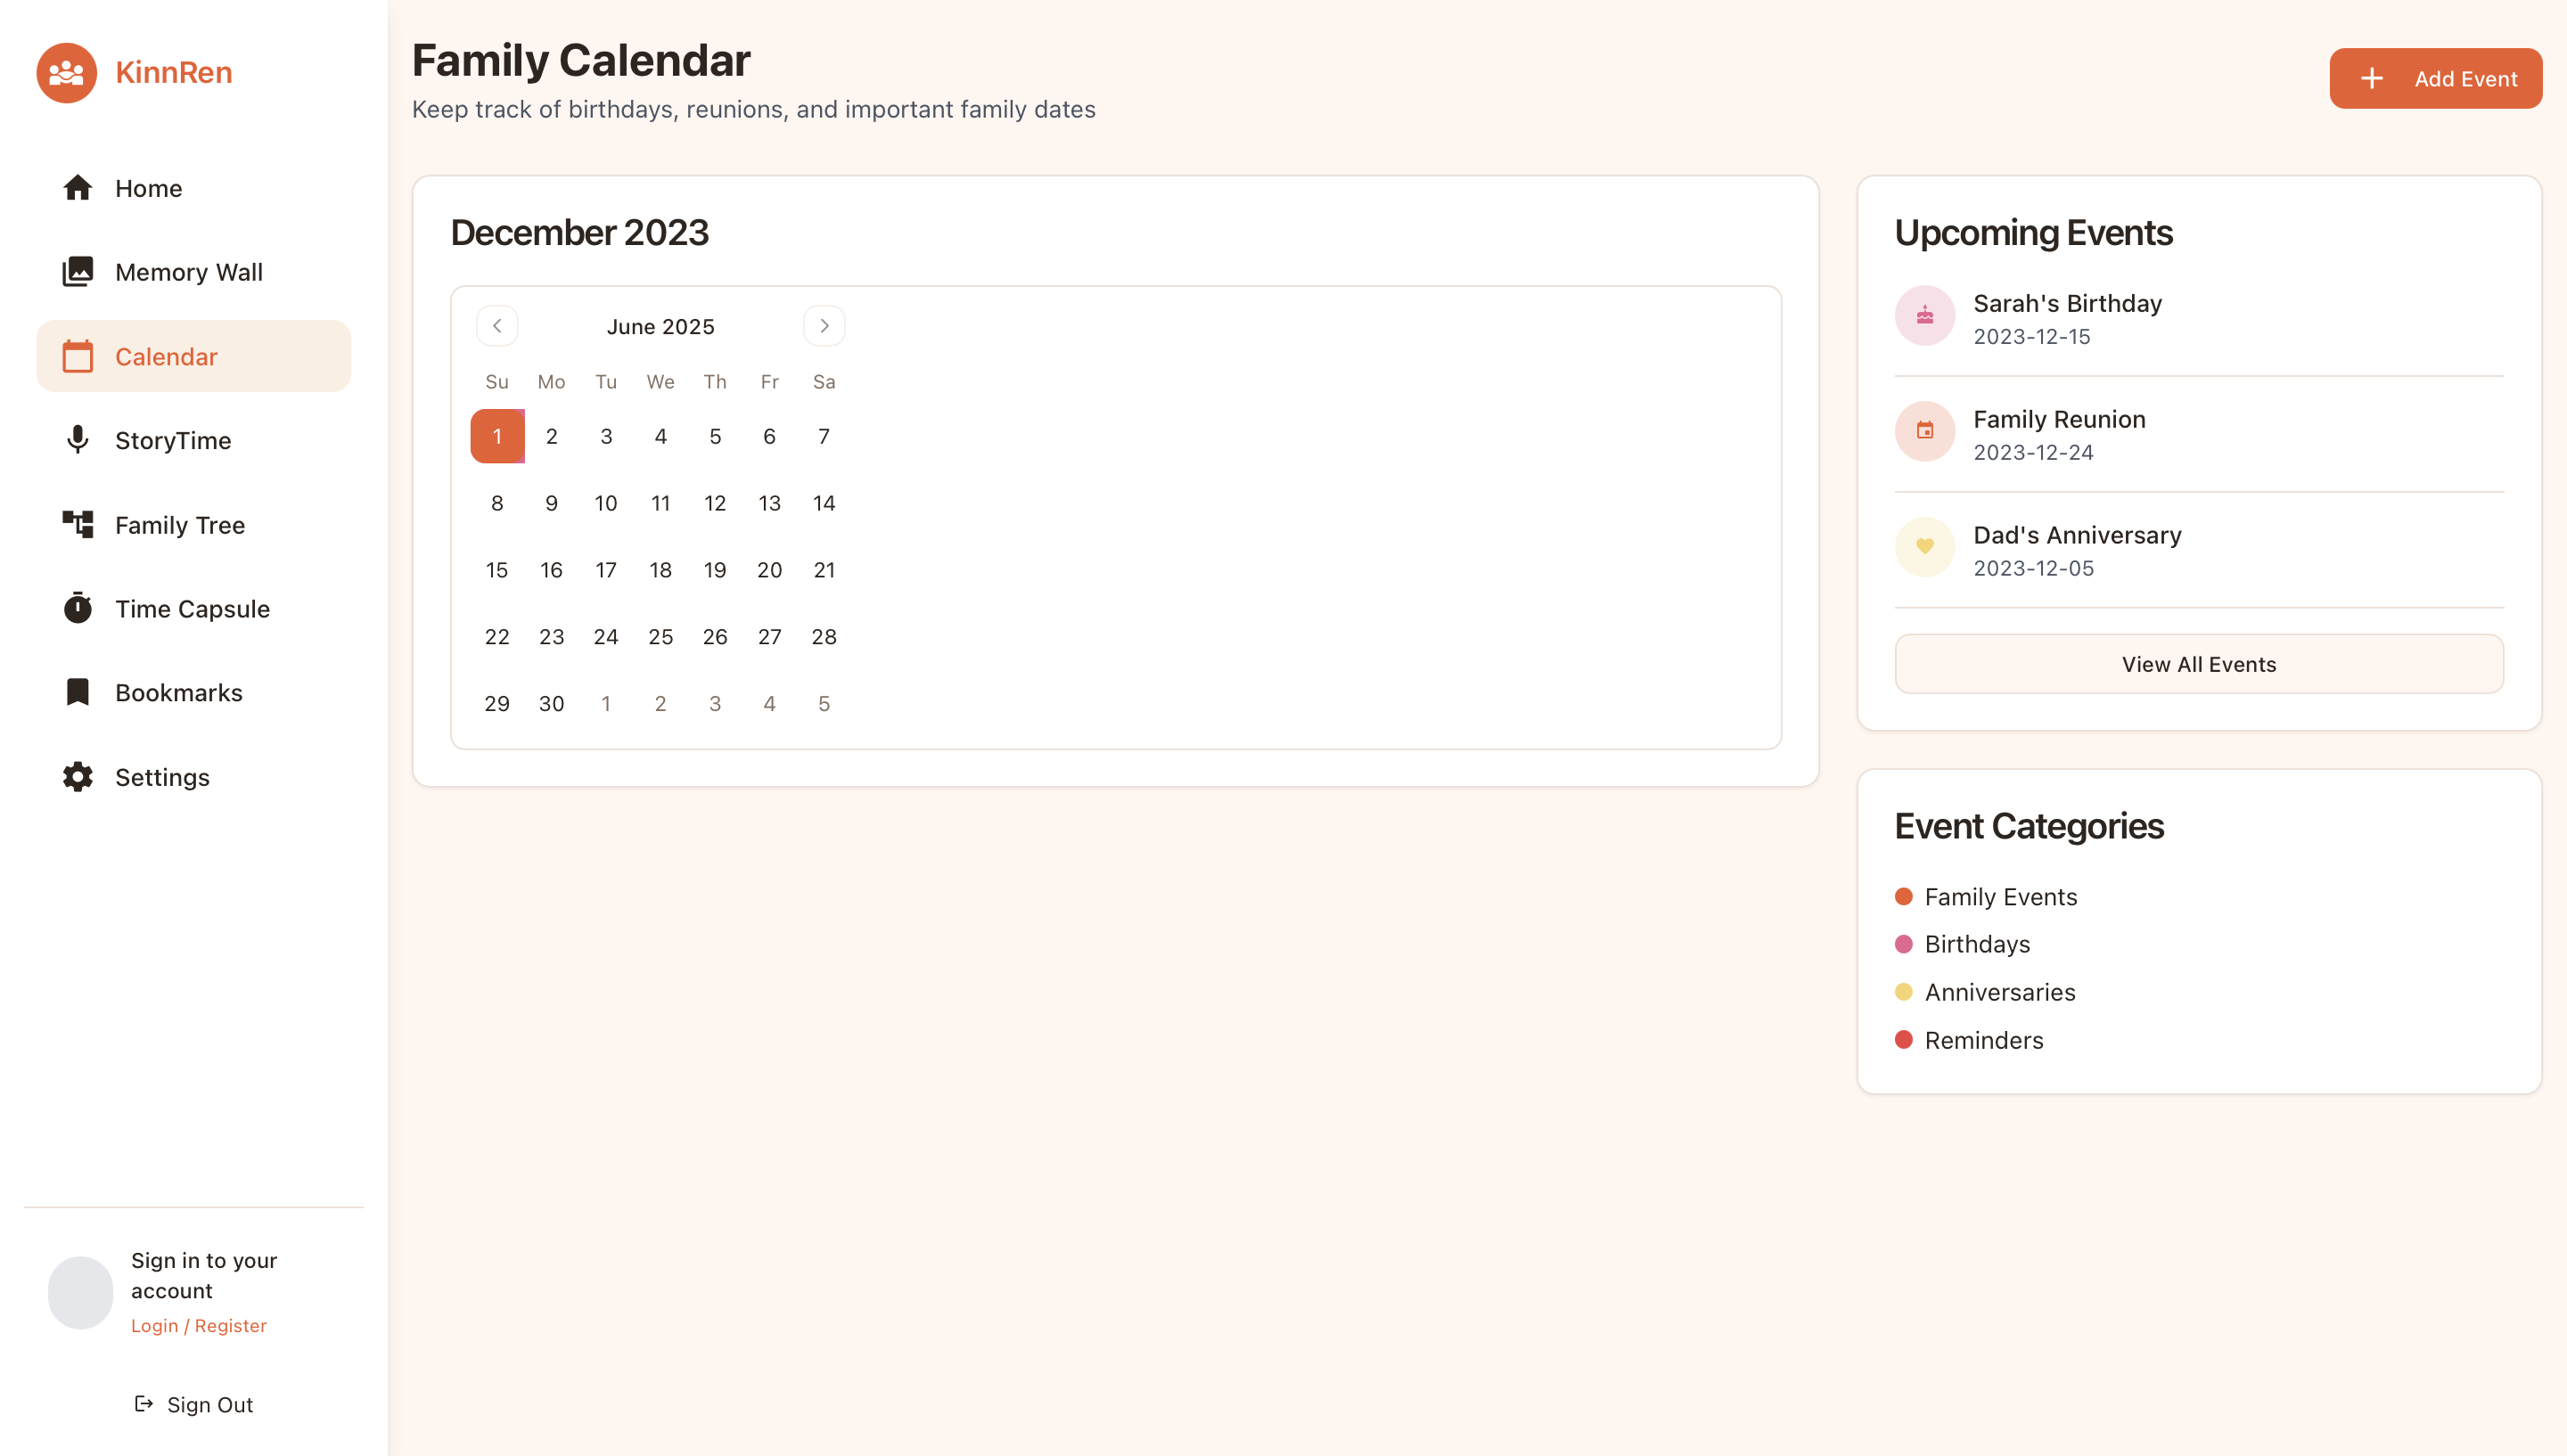 KinnRen
Home
Memory Wall
Calendar
StoryTime
Family Tree
Time Capsule
Bookmarks
Settings
Sign in to your
account
Login / Register
Sign Out
Family Calendar
Keep track of birthdays, reunions, and important family dates
Add Event
December 2023
June 2025
Su Mo Tu We Th Fr Sa
1 2 3 4 5 6 7
8 9 10 11 12 13 14
15 16 17 18 19 20 21
22 23 24 25 26 27 28
29 30 1 2 3 4 5
Upcoming Events
Sarah's Birthday
2023-12-15
Family Reunion
2023-12-24
Dad's Anniversary
2023-12-05
View All Events
Event Categories
Family Events
Birthdays
Anniversaries
Reminders